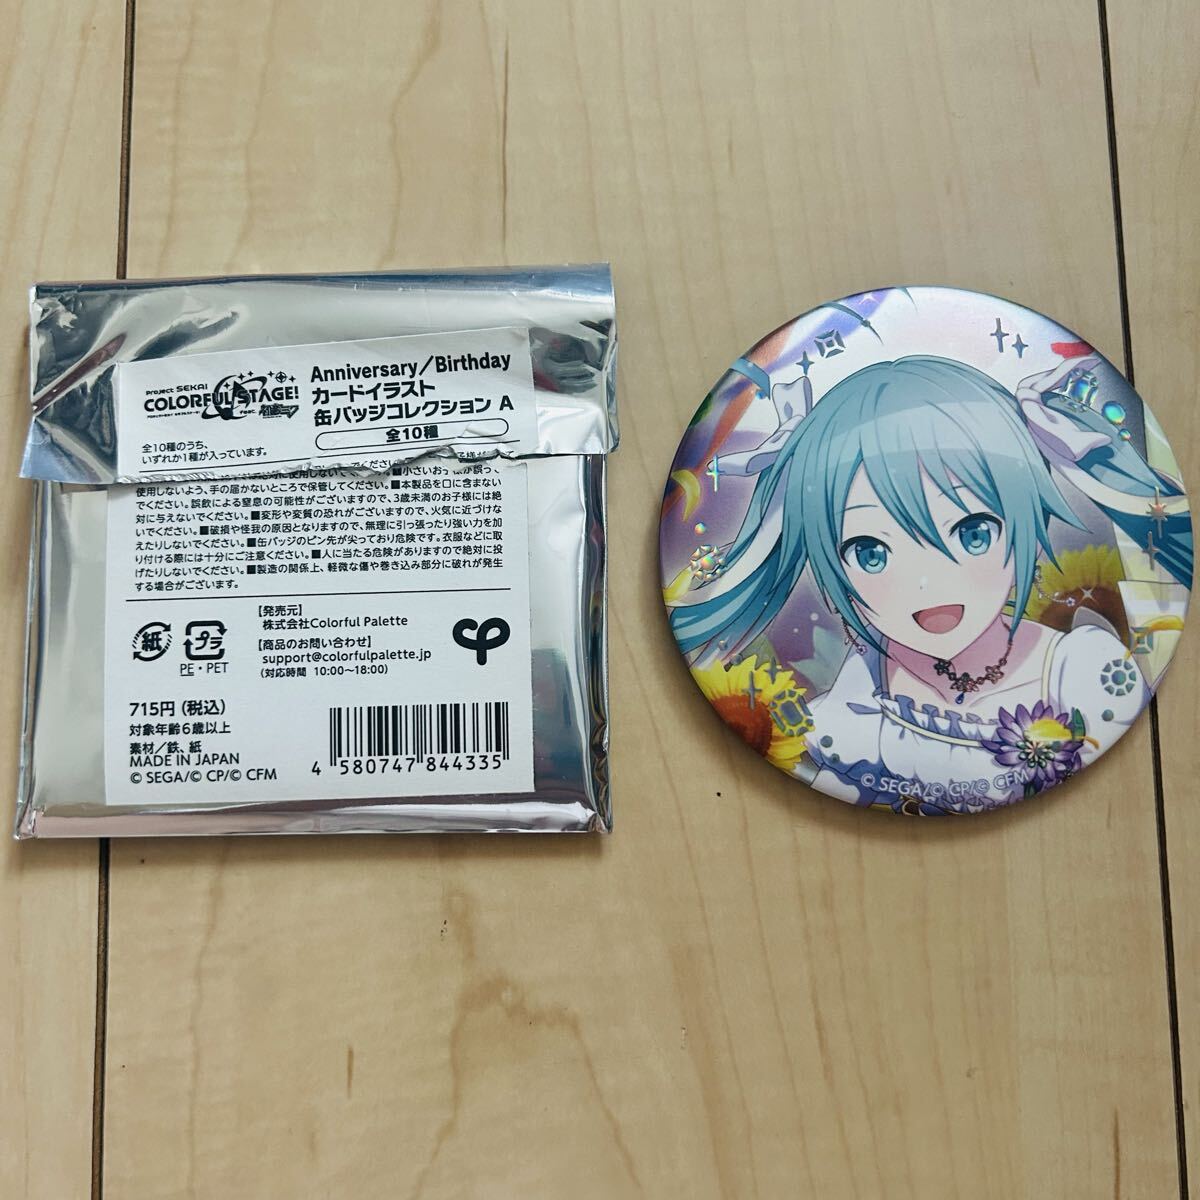 Project SEKAI
COLORFUL STAGE!
feat. 初音ミク
Anniversary/Birthday
カードイラスト
缶バッジコレクション A
全10種
全10種のうち、
いずれか1種が入っています。
使用しないよう、手の届かないところで保管してください。■本製品を口に含まない
でください。誤飲による窒息の可能性がございますので、3歳未満のお子様には絶
対に与えないでください。■変形や変質の恐れがございますので、火気に近づけな
いでください。■破損や怪我の原因となりますので、無理に引っ張ったり強い力を加
えたりしないでください。■缶バッジのピン先が尖っており危険です。衣服などに取
り付ける際には十分にご注意ください。■人に当たる危険がありますので絶対に投
げたりしないでください。■製造の関係上、軽微な傷や巻き込み部分に破れが発生
する場合がございます。
【発売元】
株式会社Colorful Palette
【商品のお問い合わせ】
support@colorfulpalette.jp
(対応時間 10:00〜18:00)
紙
プラ
PE・PET
715円(税込)
対象年齢6歳以上
素材/鉄、紙
MADE IN JAPAN
© SEGA/© CP/© CFM
4 580747 844335
© SEGA/© CP/© CFM